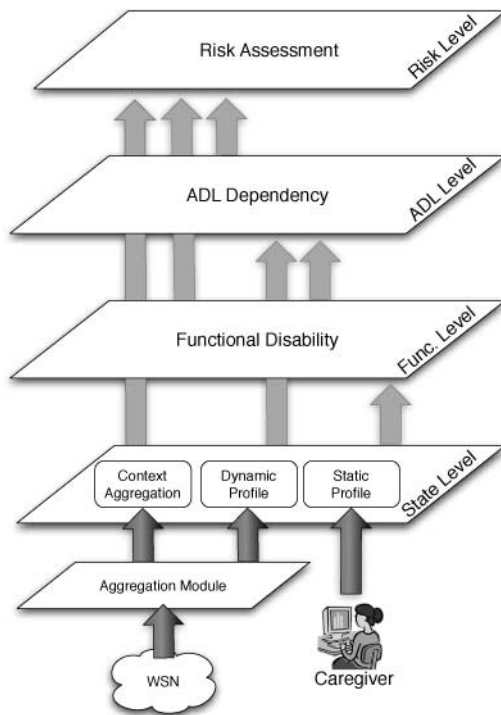 Risk Assessment
Risk Level
ADL Dependency
ADL Level
Functional Disability
Func. Level
Context
Aggregation
Dynamic
Profile
Static
Profile
State Level
Aggregation Module
WSN
Caregiver